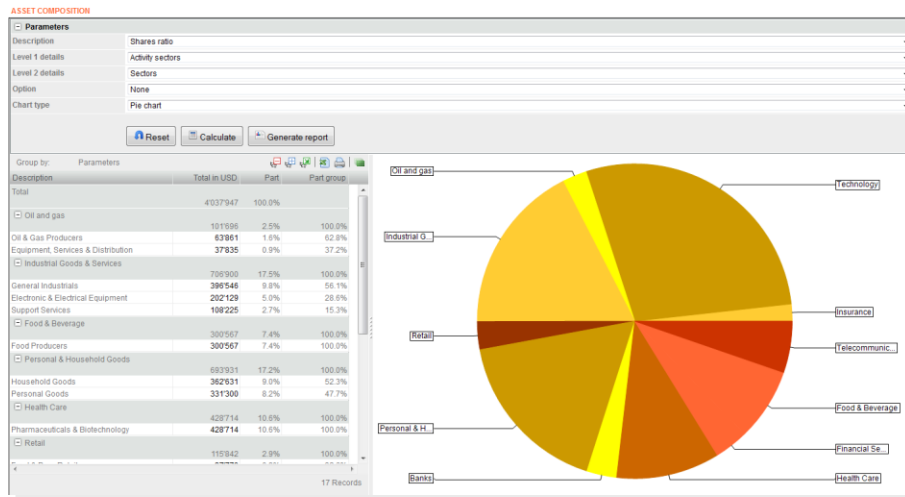 ASSET COMPOSITION
Parameters
Description Shares ratio
Level 1 details Activity sectors
Level 2 details Sectors
Option None
Chart type Pie chart
Reset Calculate Generate report
Group by: Parameters
Description Total in USD Part Part group
Total
4'037'947 100.0%
Oil and gas
101'696 2.5% 100.0%
Oil & Gas Producers 63'861 1.6% 62.8%
Equipment, Services & Distribution 37'835 0.9% 37.2%
Industrial Goods & Services
706'900 17.5% 100.0%
General Industrials 396'546 9.8% 56.1%
Electronic & Electrical Equipment 202'129 5.0% 28.6%
Support Services 108'225 2.7% 15.3%
Food & Beverage
300'567 7.4% 100.0%
Food Producers 300'567 7.4% 100.0%
Personal & Household Goods
693'931 17.2% 100.0%
Household Goods 362'631 9.0% 52.3%
Personal Goods 331'300 8.2% 47.7%
Health Care
428'714 10.6% 100.0%
Pharmaceuticals & Biotechnology 428'714 10.6% 100.0%
Retail
115'842 2.9% 100.0%
17 Records
Oil and gas
Technology
Industrial G...
Insurance
Retail
Telecommunic...
Food & Beverage
Personal & H...
Financial Se...
Banks
Health Care